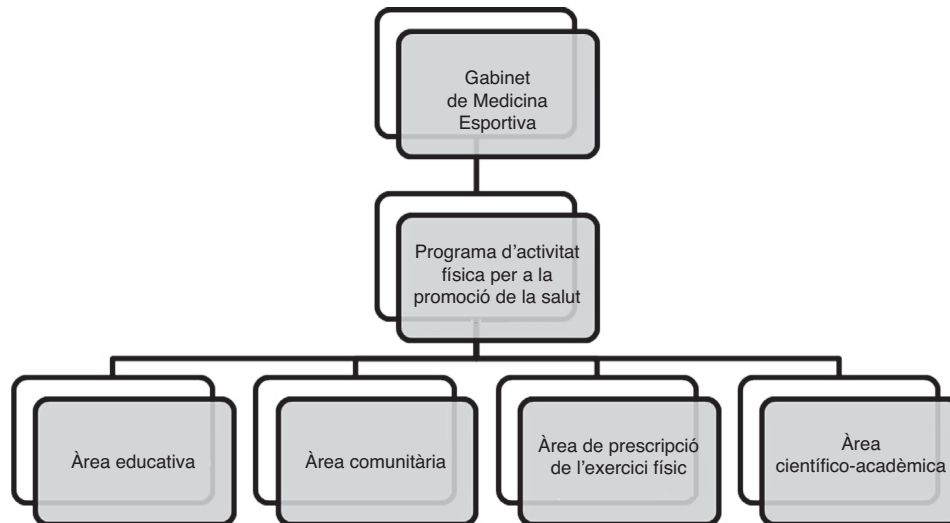 Gabinet
de Medicina
Esportiva
Programa d’activitat
física per a la
promoció de la salut
Àrea educativa
Àrea comunitària
Àrea de prescripció
de l’exercici físic
Àrea
científico-acadèmica